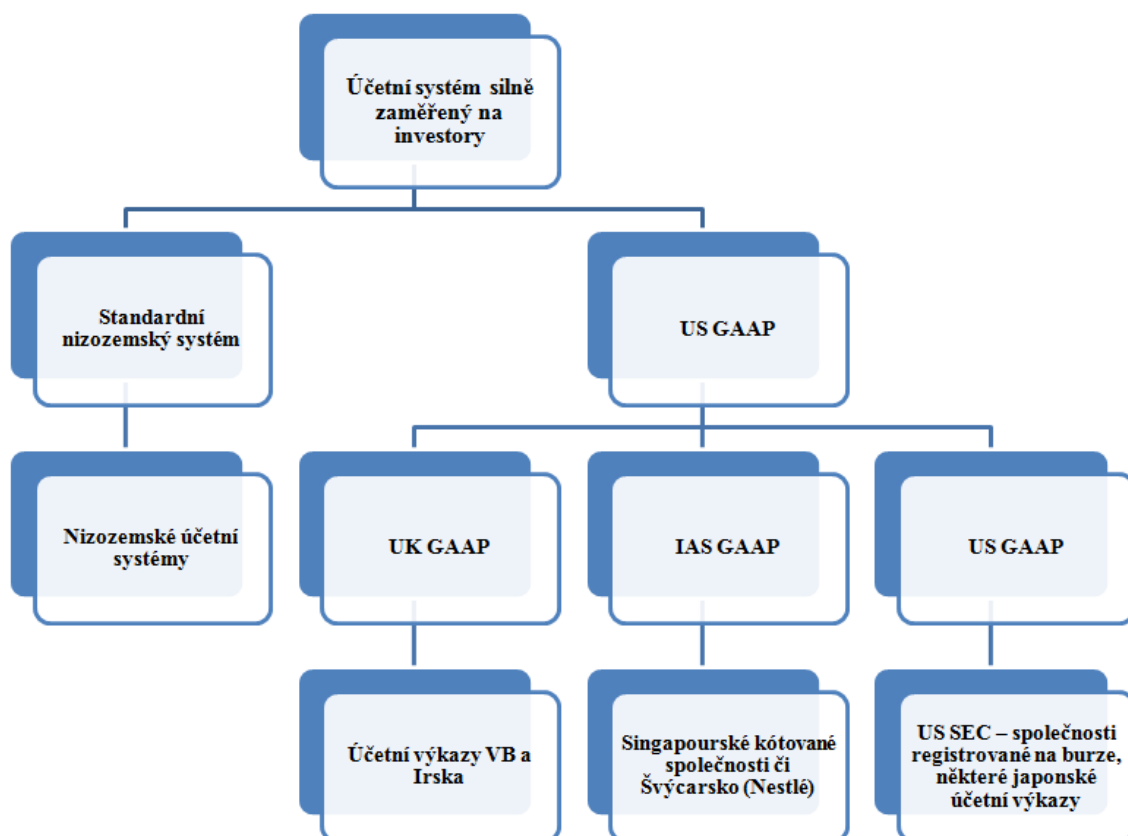 Účetní systém silně
zaměřený na
investory
Standardní
nizozemský systém
US GAAP
Nizozemské účetní
systémy
UK GAAP
IAS GAAP
US GAAP
Účetní výkazy VB a
Irska
Singapourské kótované
společnosti či
Švýcarsko (Nestlé)
US SEC – společnosti
registrované na burze,
některé japonské
účetní výkazy